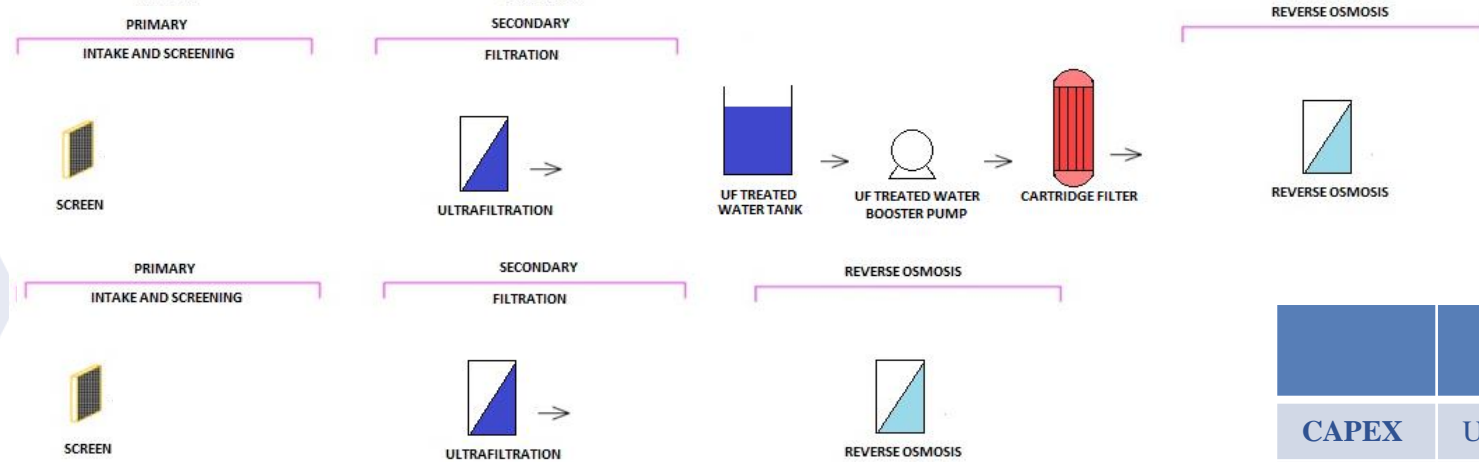 PRIMARY
INTAKE AND SCREENING
SCREEN
SECONDARY
FILTRATION
ULTRAFILTRATION
UF TREATED
WATER TANK
UF TREATED WATER
BOOSTER PUMP
CARTRIDGE FILTER
REVERSE OSMOSIS
REVERSE OSMOSIS
PRIMARY
INTAKE AND SCREENING
SCREEN
SECONDARY
FILTRATION
ULTRAFILTRATION
REVERSE OSMOSIS
REVERSE OSMOSIS
CAPEX